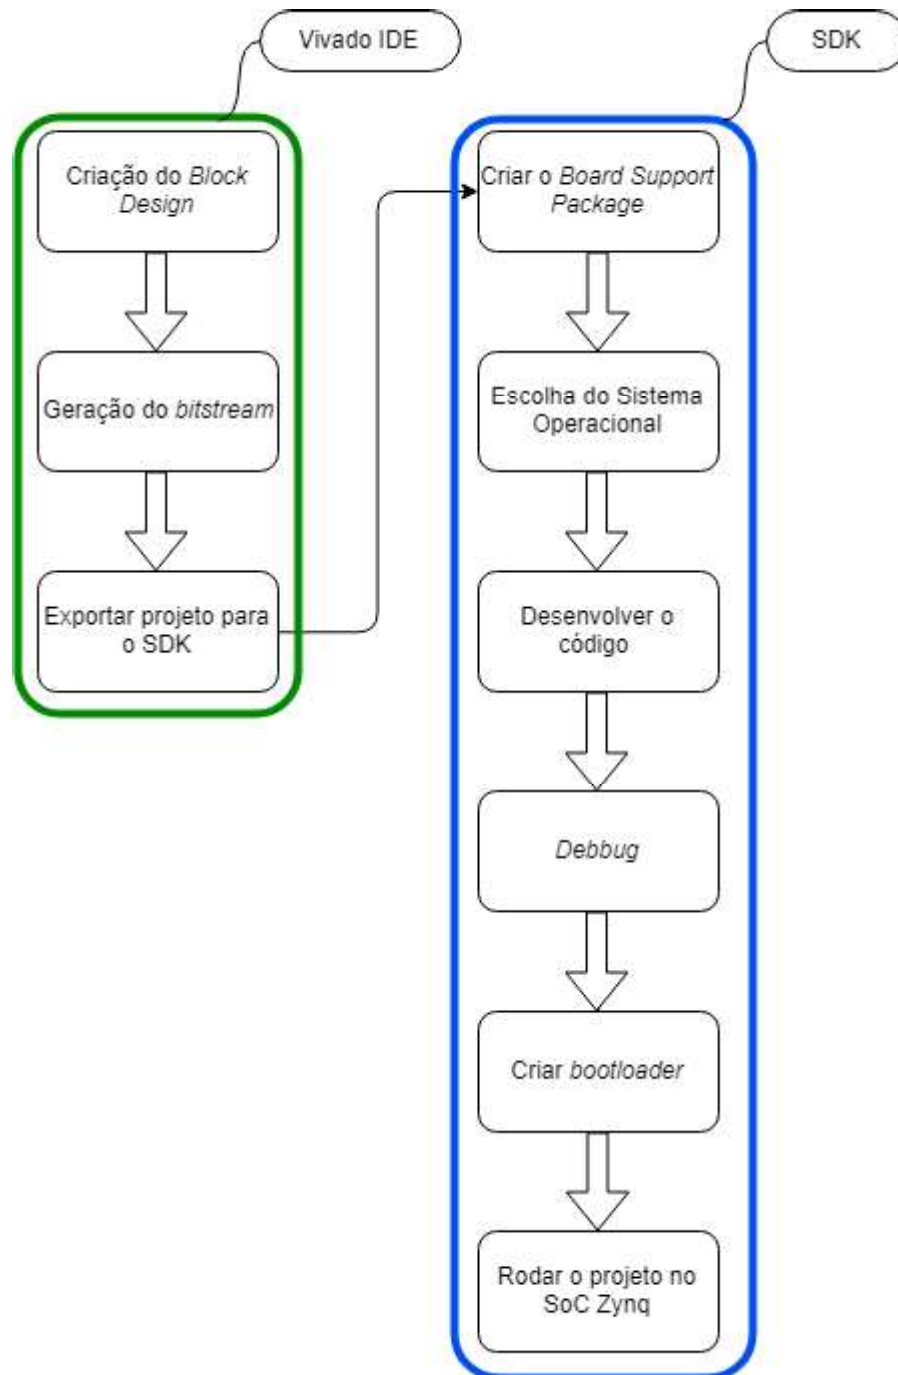 Vivado IDE
SDK
Criação do Block
Design
Geração do bitstream
Exportar projeto para
o SDK
Criar o Board Support
Package
Escolha do Sistema
Operacional
Desenvolver o
código
Debbug
Criar bootloader
Rodar o projeto no
SoC Zynq